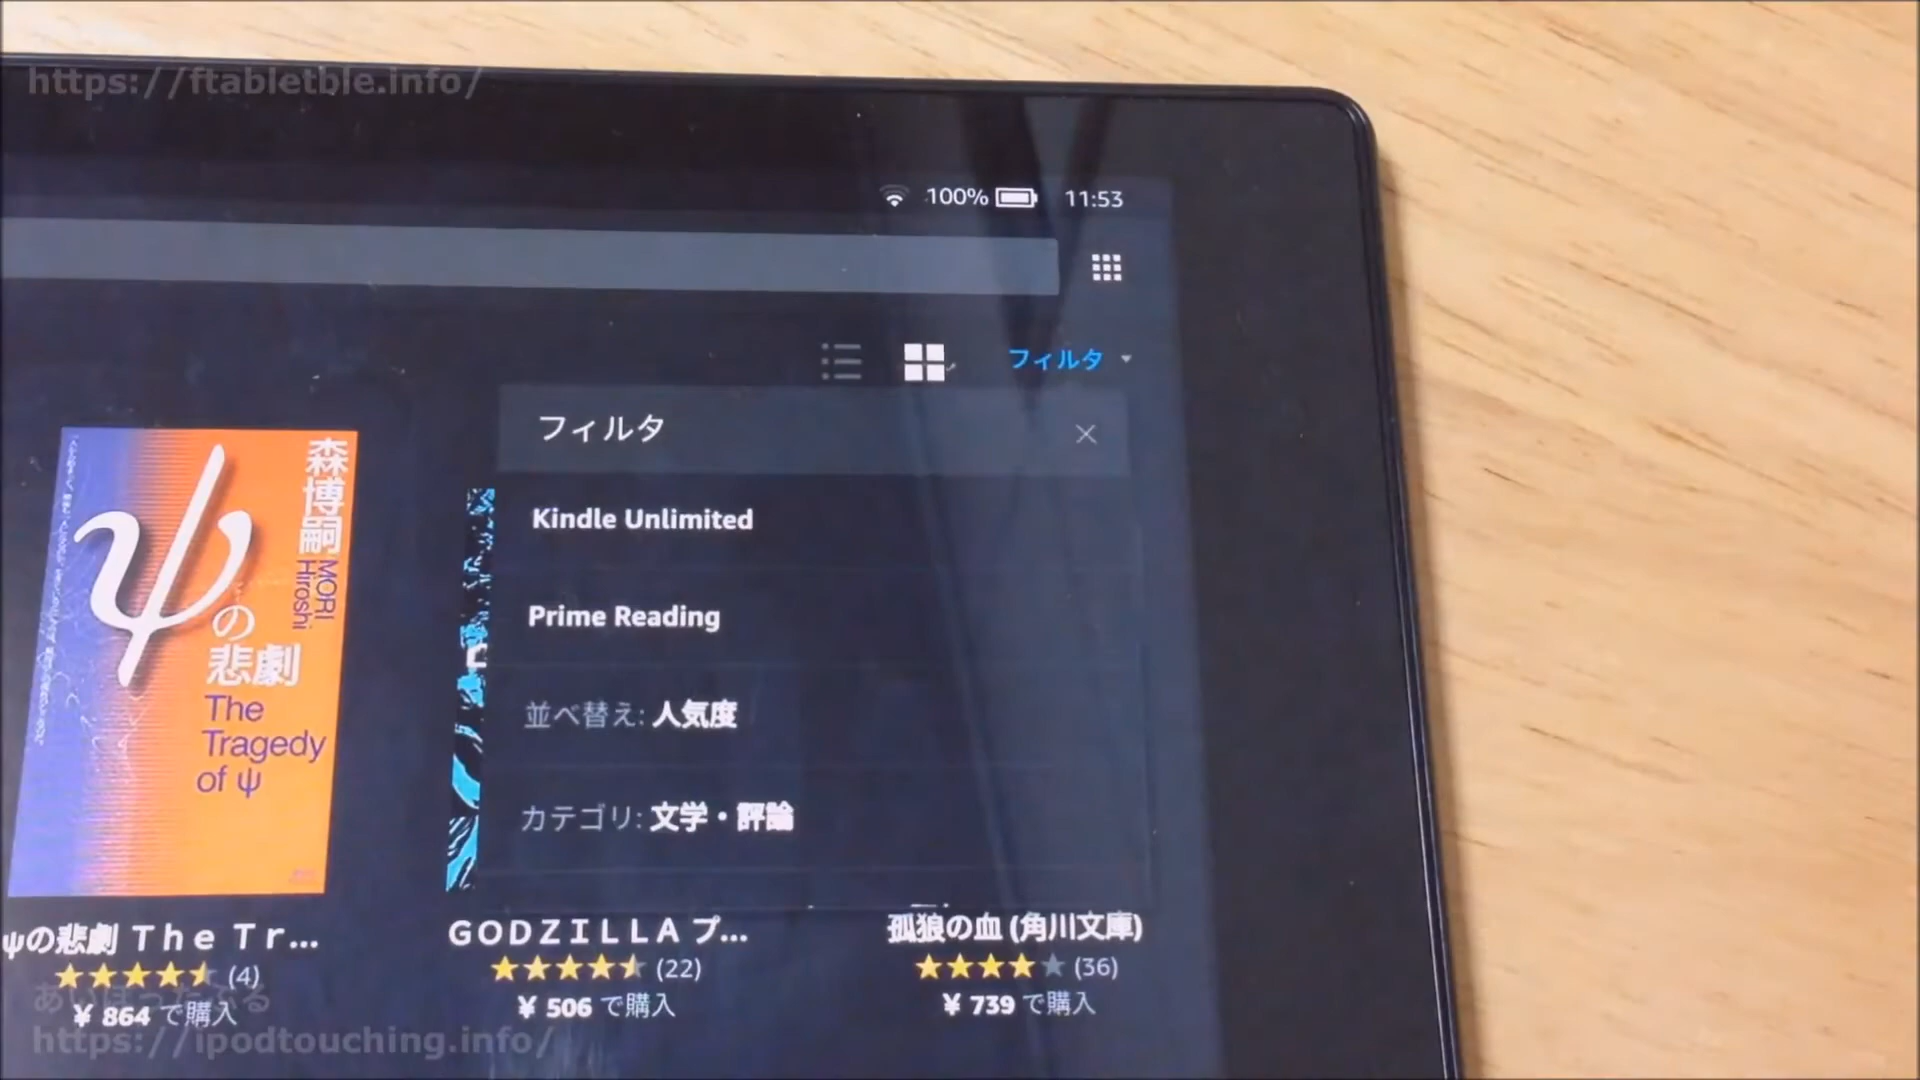 https://ftabletble.info/
100% 11:53
フィルタ
フィルタ
Kindle Unlimited
Prime Reading
並べ替え: 人気度
カテゴリ: 文学・評論
森博嗣
MORI
Hiroshi
ψの
悲劇
The
Tragedy
of ψ
ψの悲劇 The Tr...
(4)
¥ 864 で購入
GODZILLA プ...
(22)
¥ 506 で購入
孤狼の血 (角川文庫)
(36)
¥ 739 で購入
https://ipodtouching.info/